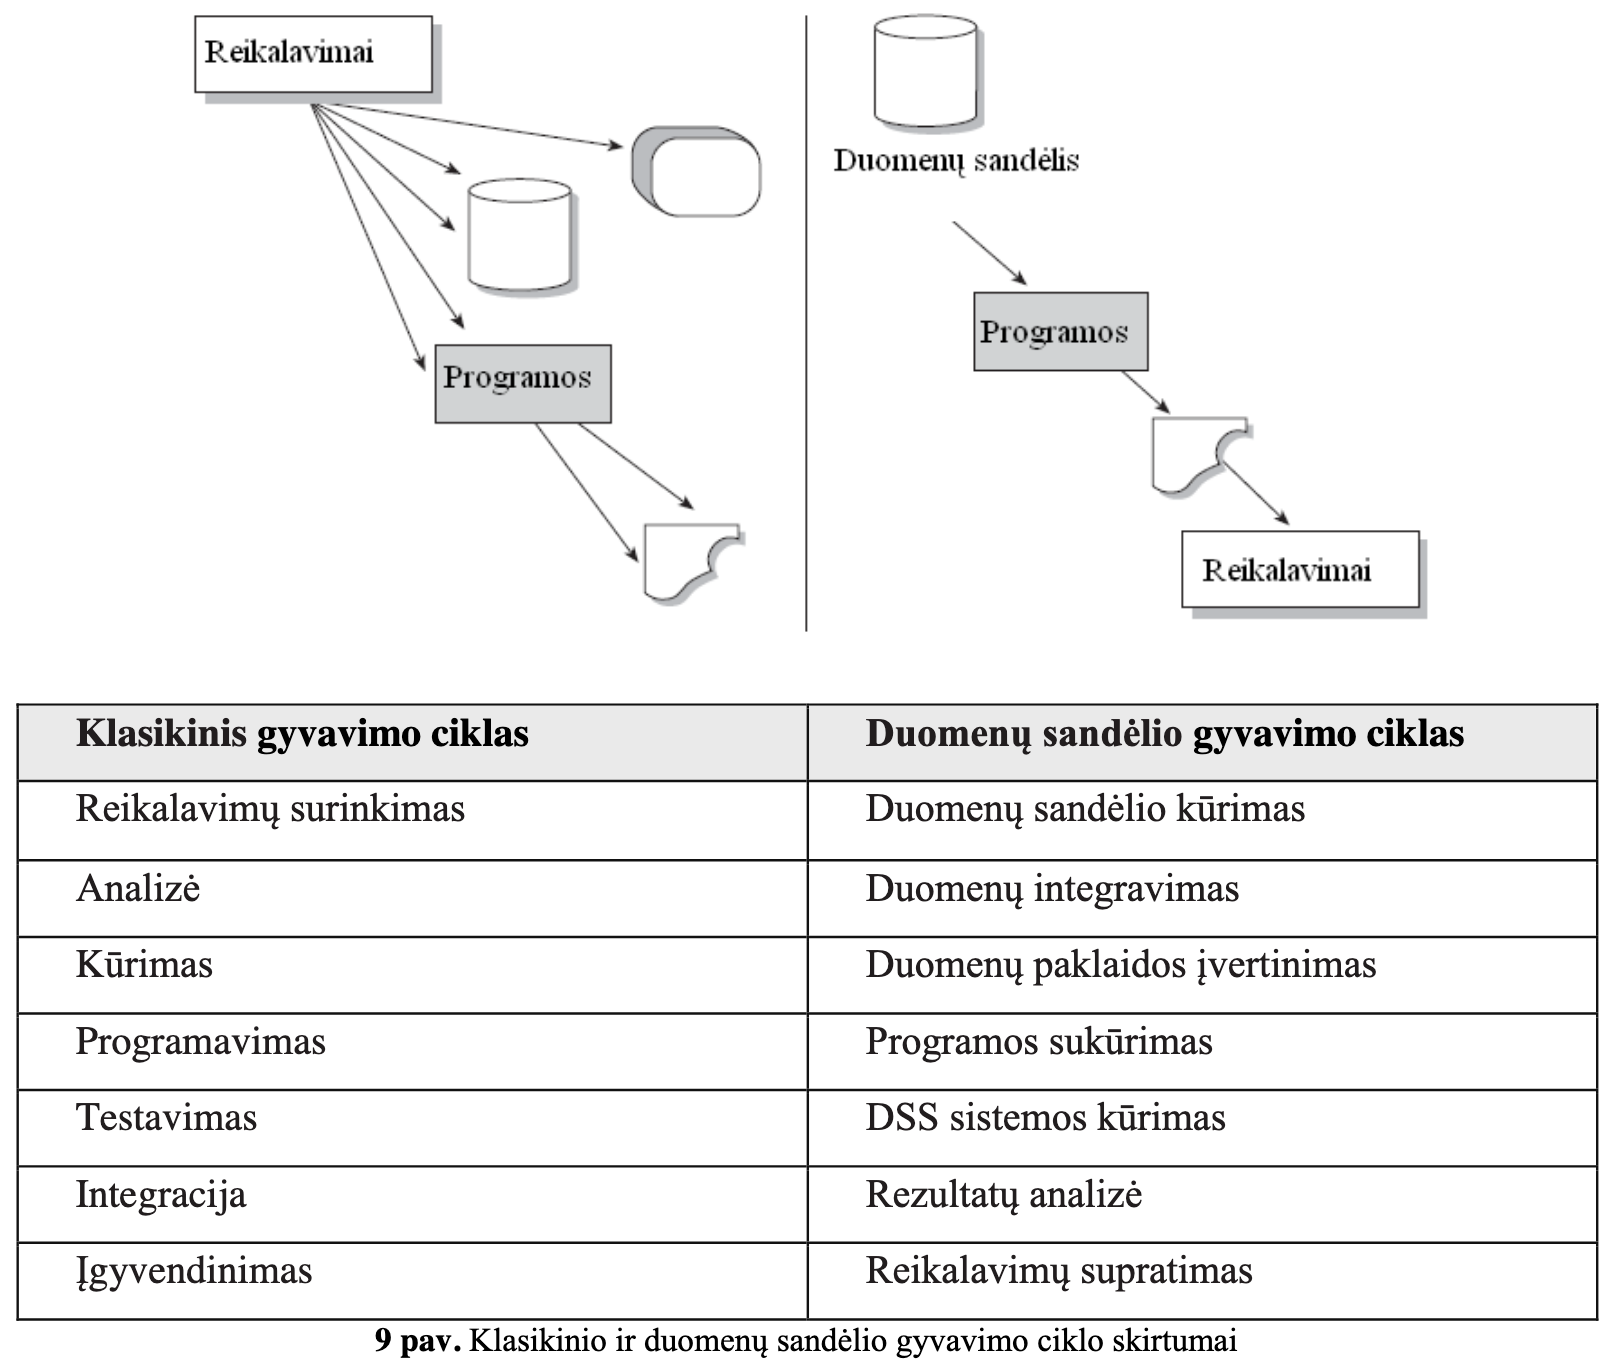 Reikalavimai
Programos
Duomenų sandėlis
Programos
Reikalavimai
Klasikinis gyvavimo ciklas
Duomenų sandėlio gyvavimo ciklas
Reikalavimų surinkimas
Duomenų sandėlio kūrimas
Analizė
Duomenų integravimas
Kūrimas
Duomenų paklaidos įvertinimas
Programavimas
Programos sukūrimas
Testavimas
DSS sistemos kūrimas
Integracija
Rezultatų analizė
Įgyvendinimas
Reikalavimų supratimas
9 pav. Klasikinio ir duomenų sandėlio gyvavimo ciklo skirtumai